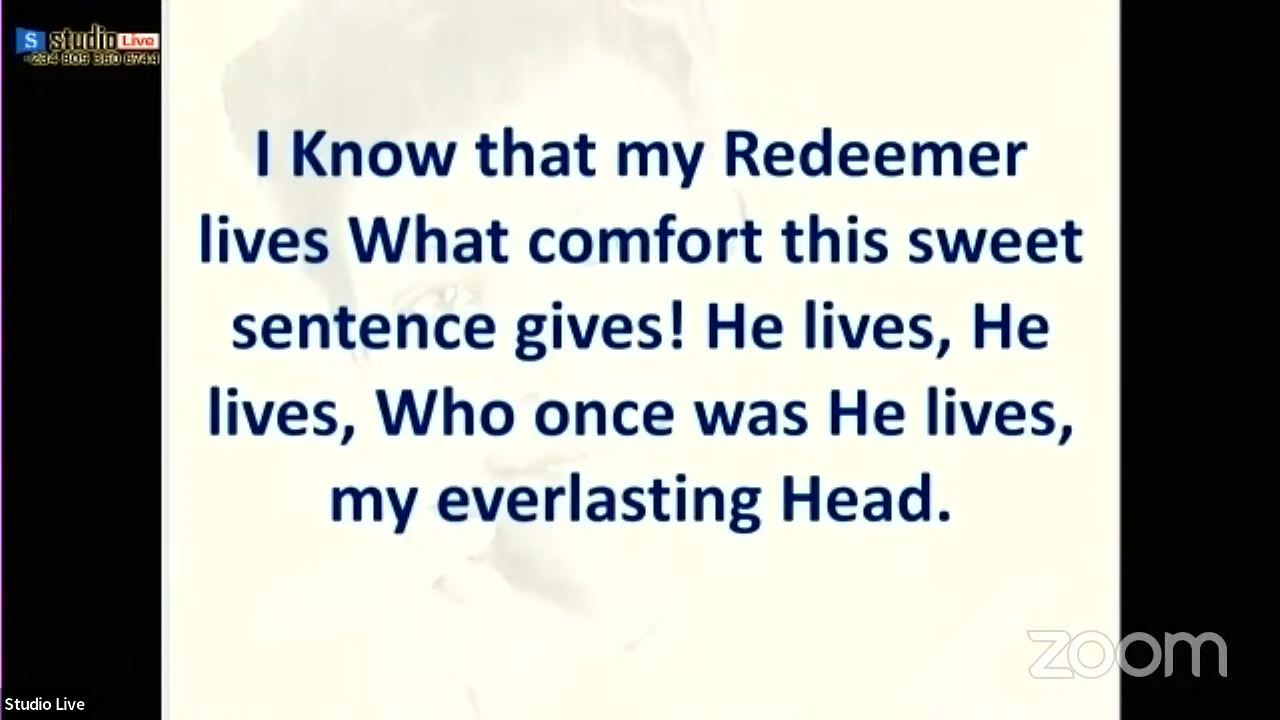 S studio Live
I Know that my Redeemer
lives What comfort this sweet
sentence gives! He lives, He
lives, Who once was He lives,
my everlasting Head.
zoom
Studio Live